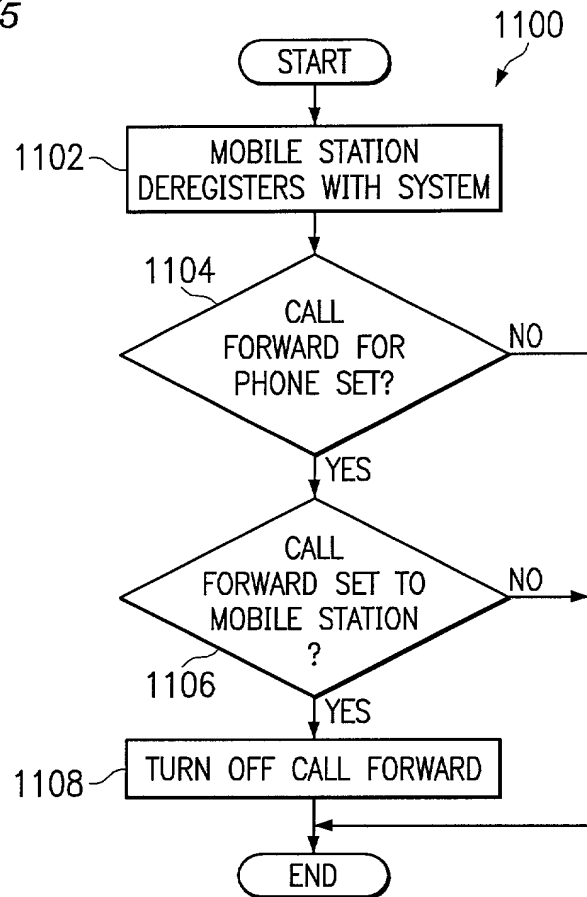 5
1100
START
1102
MOBILE STATION
DEREGISTERS WITH SYSTEM
1104
CALL
FORWARD FOR
PHONE SET?
NO
YES
CALL
FORWARD SET TO
MOBILE STATION
?
NO
1106
YES
1108
TURN OFF CALL FORWARD
END